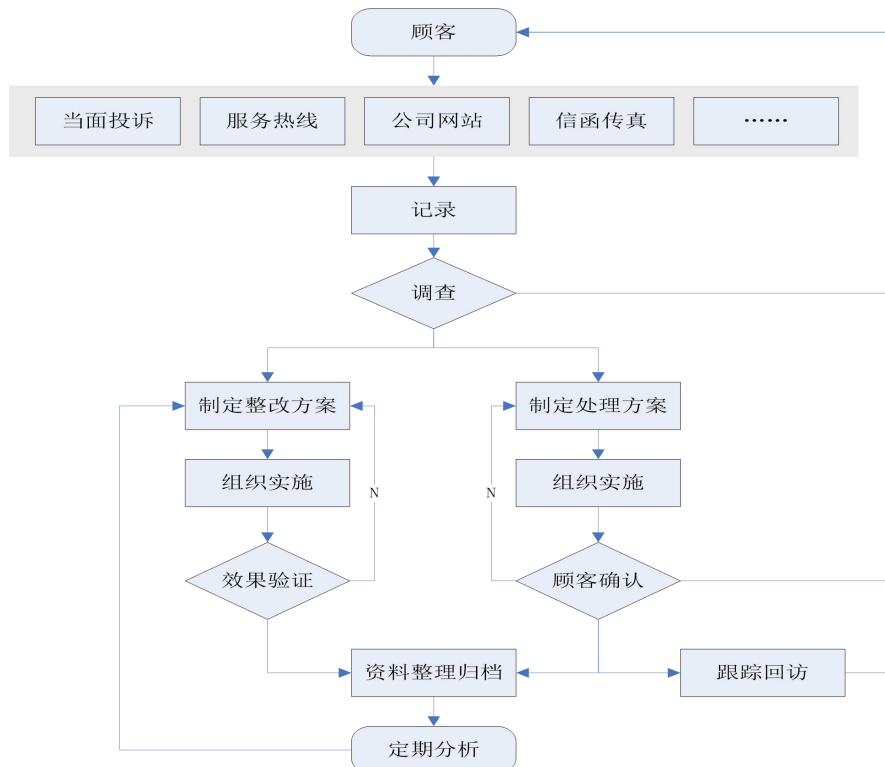 顾客
当面投诉
服务热线
公司网站
信函传真
……
记录
调查
制定整改方案
制定处理方案
组织实施
组织实施
N
N
效果验证
顾客确认
资料整理归档
跟踪回访
定期分析